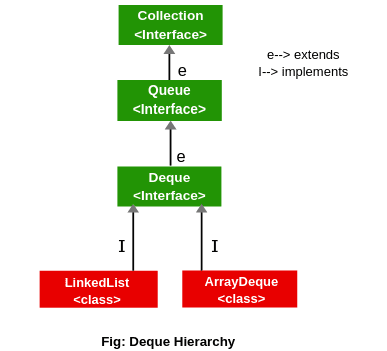 Collection
<Interface>
e--> extends
I--> implements
e
Queue
<Interface>
e
Deque
<Interface>
I
I
LinkedList
<class>
ArrayDeque
<class>
Fig: Deque Hierarchy